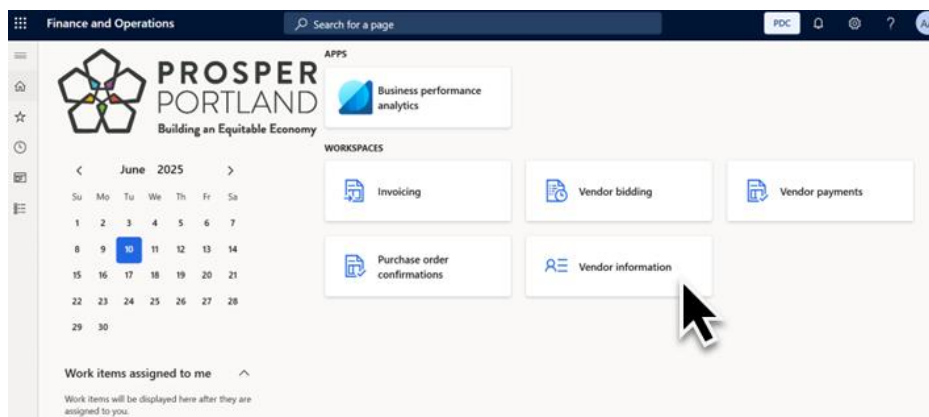 Finance and Operations
Search for a page
PDC
?
PROSPER
PORTLAND
Building an Equitable Economy
June 2025
Su Mo Tu We Th Fr Sa
1 2 3 4 5 6 7
8 9 10 11 12 13 14
15 16 17 18 19 20 21
22 23 24 25 26 27 28
29 30
Work items assigned to me
Work items will be displayed here after they are
assigned to you.
APPS
Business performance
analytics
WORKSPACES
Invoicing
Vendor bidding
Vendor payments
Purchase order
confirmations
Vendor information